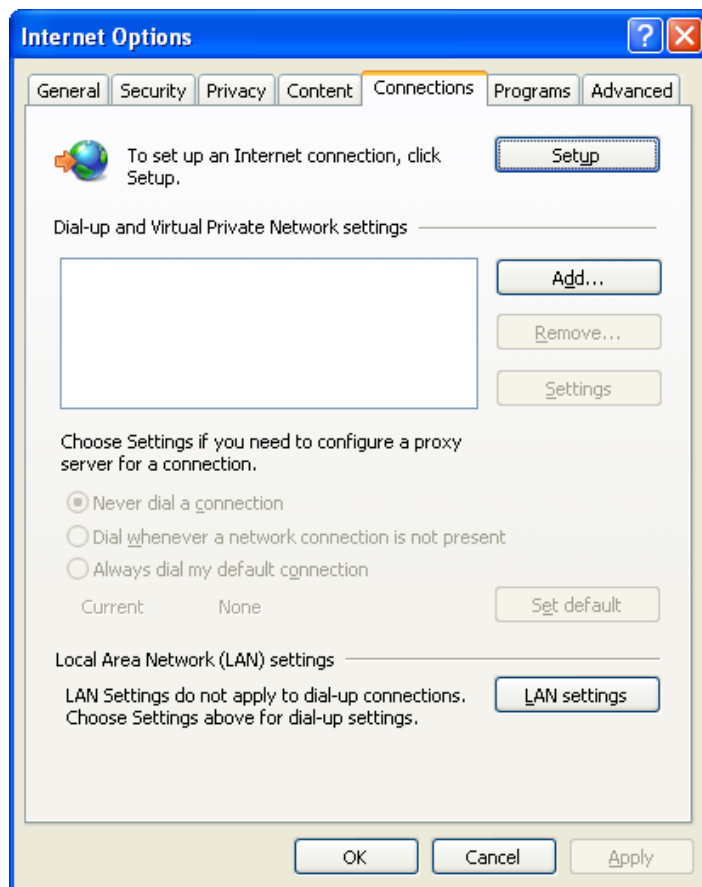 Internet Options
?
General Security Privacy Content Connections Programs Advanced
To set up an Internet connection, click
Setup.
Setup
Dial-up and Virtual Private Network settings
Add...
Remove...
Settings
Choose Settings if you need to configure a proxy
server for a connection.
Never dial a connection
Dial whenever a network connection is not present
Always dial my default connection
Current None
Set default
Local Area Network (LAN) settings
LAN Settings do not apply to dial-up connections.
Choose Settings above for dial-up settings.
LAN settings
OK Cancel Apply